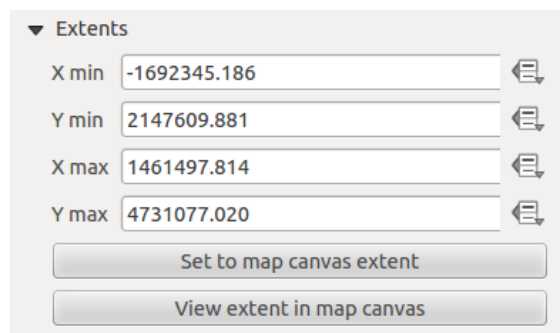 Extents
X min -1692345.186
Y min 2147609.881
X max 1461497.814
Y max 4731077.020
Set to map canvas extent
View extent in map canvas